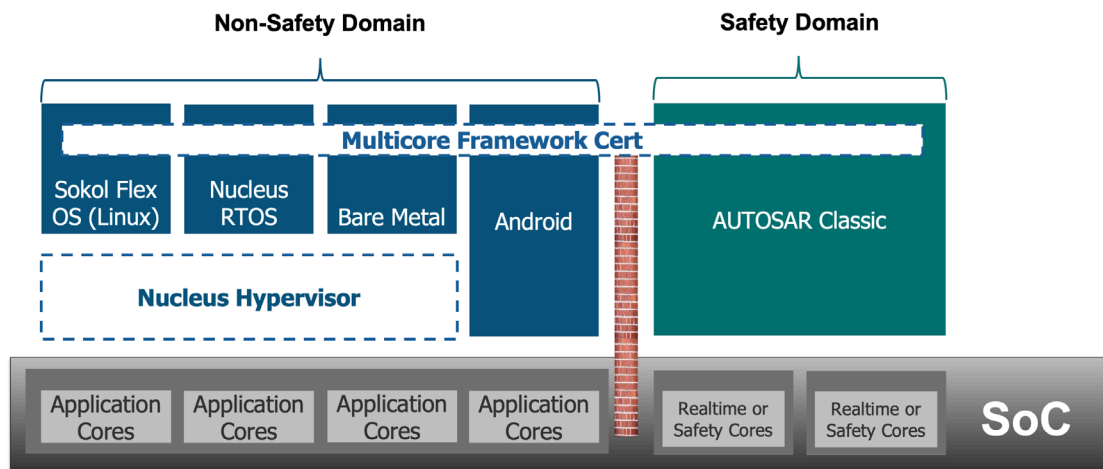 Non-Safety Domain
Safety Domain
Multicore Framework Cert
Sokol Flex
OS (Linux)
Nucleus
RTOS
Bare Metal
Android
AUTOSAR Classic
Nucleus Hypervisor
Application
Cores
Application
Cores
Application
Cores
Application
Cores
Realtime or
Safety Cores
Realtime or
Safety Cores
SoC